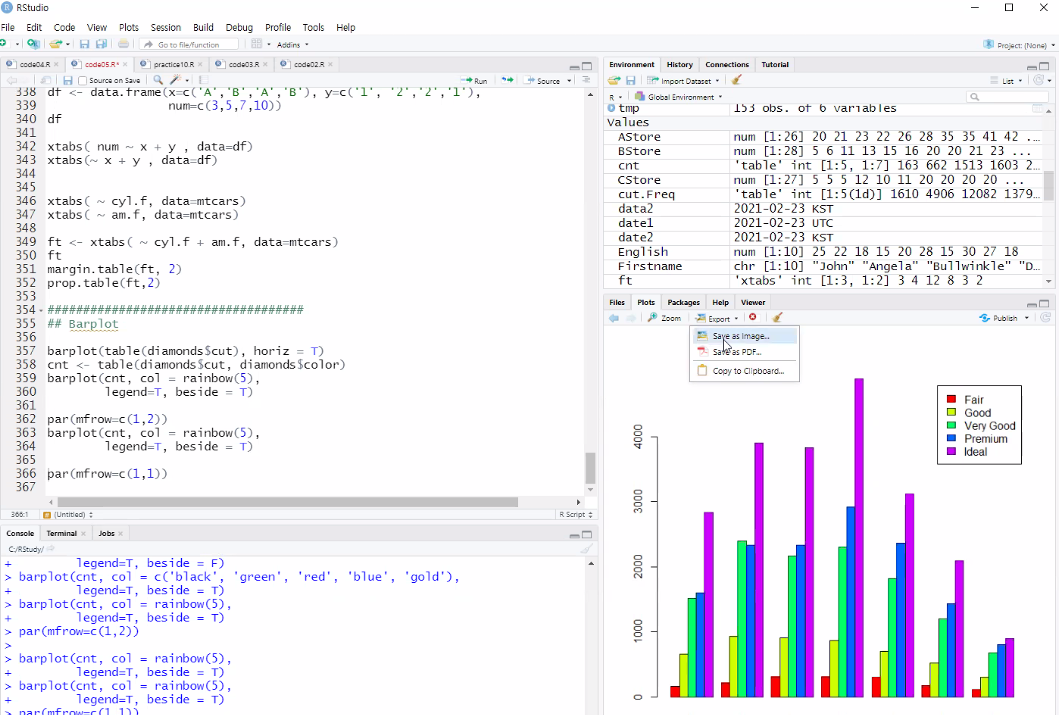 RStudio
File Edit Code View Plots Session Build Debug Profile Tools Help
Go to file/function Addins Project: (None)
code04.R code05.R* practice10.R code03.R code02.R
Source on Save Run Source
338 df <- data.frame(x=c('A','B','A','B'), y=c('1', '2','2','1'),
339 num=c(3,5,7,10))
340 df
341
342 xtabs( num ~ x + y , data=df)
343 xtabs(~ x + y , data=df)
344
345
346 xtabs( ~ cyl.f, data=mtcars)
347 xtabs( ~ am.f, data=mtcars)
348
349 ft <- xtabs( ~ cyl.f + am.f, data=mtcars)
350 ft
351 margin.table(ft, 2)
352 prop.table(ft,2)
353
354 ####################################
355 ## Barplot
356
357 barplot(table(diamonds$cut), horiz = T)
358 cnt <- table(diamonds$cut, diamonds$color)
359 barplot(cnt, col = rainbow(5),
360 legend=T, beside = T)
361
362 par(mfrow=c(1,2))
363 barplot(cnt, col = rainbow(5),
364 legend=T, beside = T)
365
366 par(mfrow=c(1,1))
367
366:1 (Untitled) R Script
Console Terminal Jobs
C:/RStudio/
+ legend=T, beside = F)
> barplot(cnt, col = c('black', 'green', 'red', 'blue', 'gold'),
+ legend=T, beside = T)
> barplot(cnt, col = rainbow(5),
+ legend=T, beside = T)
> par(mfrow=c(1,2))
>
> barplot(cnt, col = rainbow(5),
+ legend=T, beside = T)
> barplot(cnt, col = rainbow(5),
+ legend=T, beside = T)
> par(mfrow=c(1,1))
Environment History Connections Tutorial
Import Dataset List
R Global Environment
tmp 153 obs. of 6 variables
Values
AStore num [1:26] 20 21 23 22 26 28 35 35 41 42 ...
BStore num [1:28] 5 6 11 13 15 16 20 20 21 23 ...
cnt 'table' int [1:5, 1:7] 163 662 1513 1603 2...
CStore num [1:27] 5 5 5 12 10 11 20 20 20 20 ...
cut.Freq 'table' int [1:5(1d)] 1610 4906 12082 1379...
data2 2021-02-23 KST
date1 2021-02-23 UTC
date2 2021-02-23 KST
English num [1:10] 25 22 18 15 20 28 15 30 27 18
Firstname chr [1:10] "John" "Angela" "Bullwinkle" "D...
ft 'xtabs' int [1:3, 1:2] 3 4 12 8 3 2
Files Plots Packages Help Viewer
Zoom Export Publish
Save as Image...
Save as PDF...
Copy to Clipboard...
Fair
Good
Very Good
Premium
Ideal
4000
3000
2000
1000
0